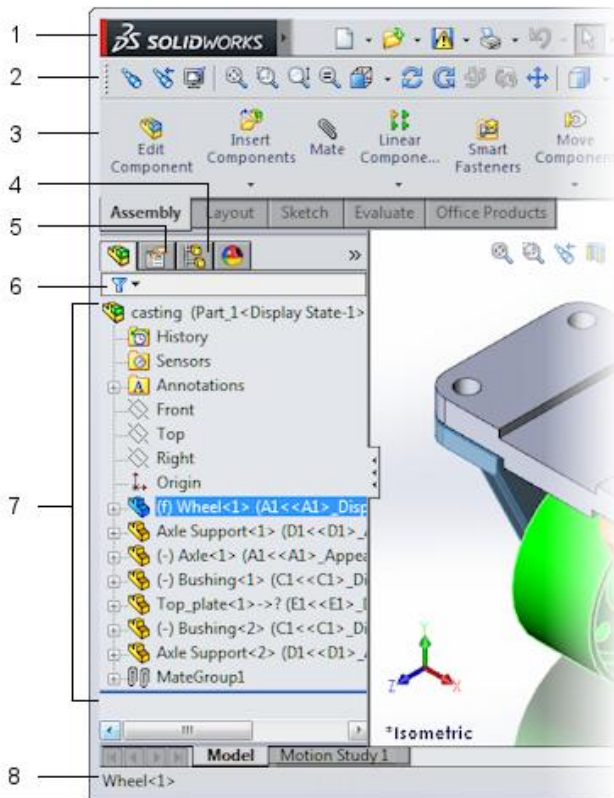 1
SOLIDWORKS
2
3
Edit Component
Insert Components
Mate
Linear Compone...
Smart Fasteners
Move Component
4
Assembly Layout Sketch Evaluate Office Products
5
6
7
casting (Part_1<Display State-1>
History
Sensors
A Annotations
Front
Top
Right
Origin
(f) Wheel<1> (A1<<A1>_Disp
Axle Support<1> (D1<<D1>_
(-) Axle<1> (A1<<A1>_Appea
(-) Bushing<1> (C1<<C1>_Di
Top_plate<1>->? (E1<<E1>_
(-) Bushing<2> (C1<<C1>_Di
Axle Support<2> (D1<<D1>_
MateGroup1
Y
Z X
*Isometric
Model Motion Study 1
8
Wheel<1>